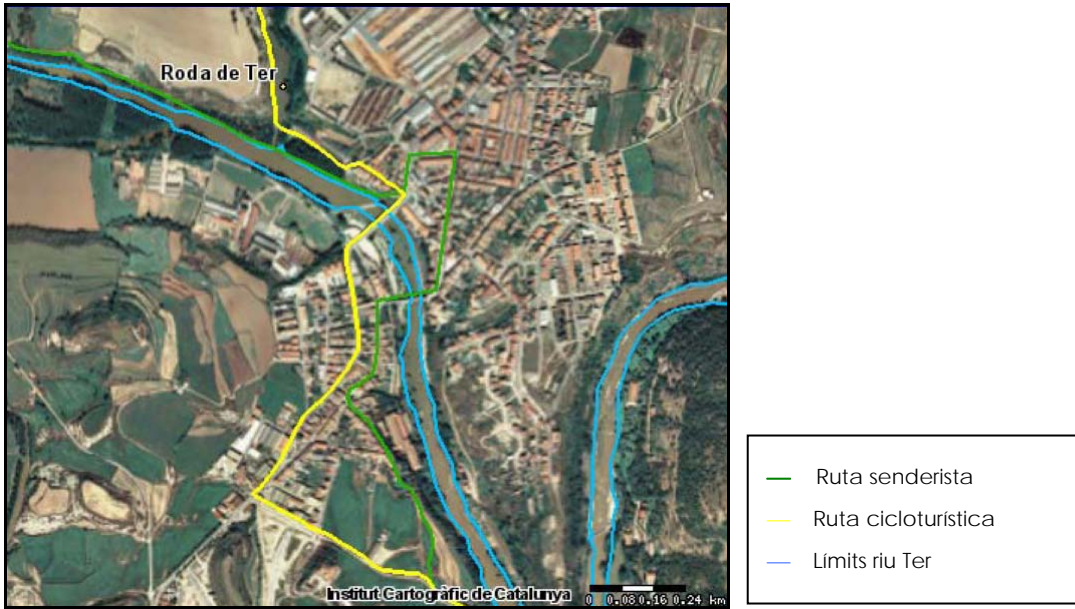 Roda de Ter
Institut Cartogràfic de Catalunya
0 0.08 0.16 0.24 km
Ruta senderista
Ruta cicloturística
Límits riu Ter